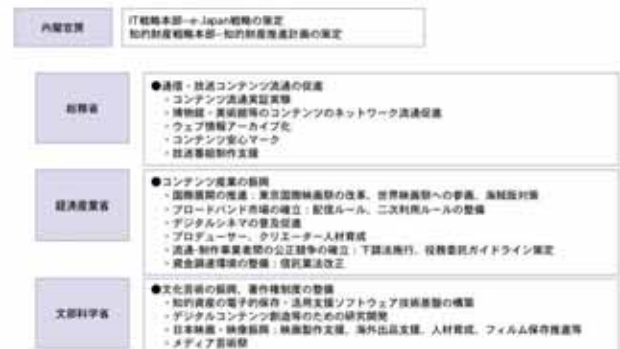 内閣官房
IT戦略本部－e-Japan戦略の策定
知的財産戦略本部－知的財産推進計画の策定
総務省
●通信・放送コンテンツ流通の促進
・コンテンツ流通実証実験
・博物館・美術館等のコンテンツのネットワーク流通促進
・ウェブ情報アーカイブ化
・コンテンツ安心マーク
・放送番組制作支援
経済産業省
●コンテンツ産業の振興
・国際展開の推進：東京国際映画祭の改革、世界映画祭への参画、海賊版対策
・ブロードバンド市場の確立：配信ルール、二次利用ルールの整備
・デジタルシネマの普及促進
・プロデューサー、クリエーター人材育成
・流通-制作事業者間の公正競争の確立：下請法施行、役務委託ガイドライン策定
・資金調達環境の整備：信託業法改正
文部科学省
●文化芸術の振興、著作権制度の整備
・知的資産の電子的保存・活用支援ソフトウェア技術基盤の構築
・デジタルコンテンツ創造等のための研究開発
・日本映画・映像振興：映画製作支援、海外出品支援、人材育成、フィルム保存推進等
・メディア芸術祭